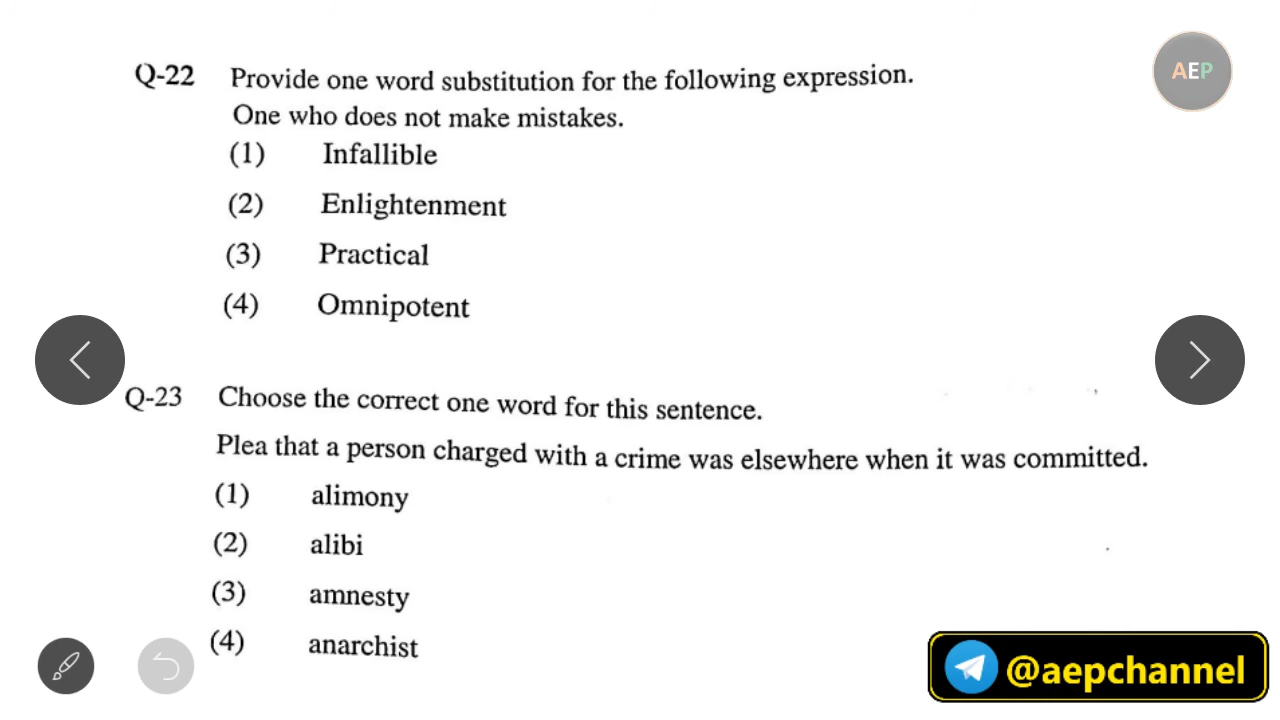 AEP
Q-22 Provide one word substitution for the following expression.
One who does not make mistakes.
(1) Infallible
(2) Enlightenment
(3) Practical
(4) Omnipotent
Q-23 Choose the correct one word for this sentence.
Plea that a person charged with a crime was elsewhere when it was committed.
(1) alimony
(2) alibi
(3) amnesty
(4) anarchist
@aepchannel